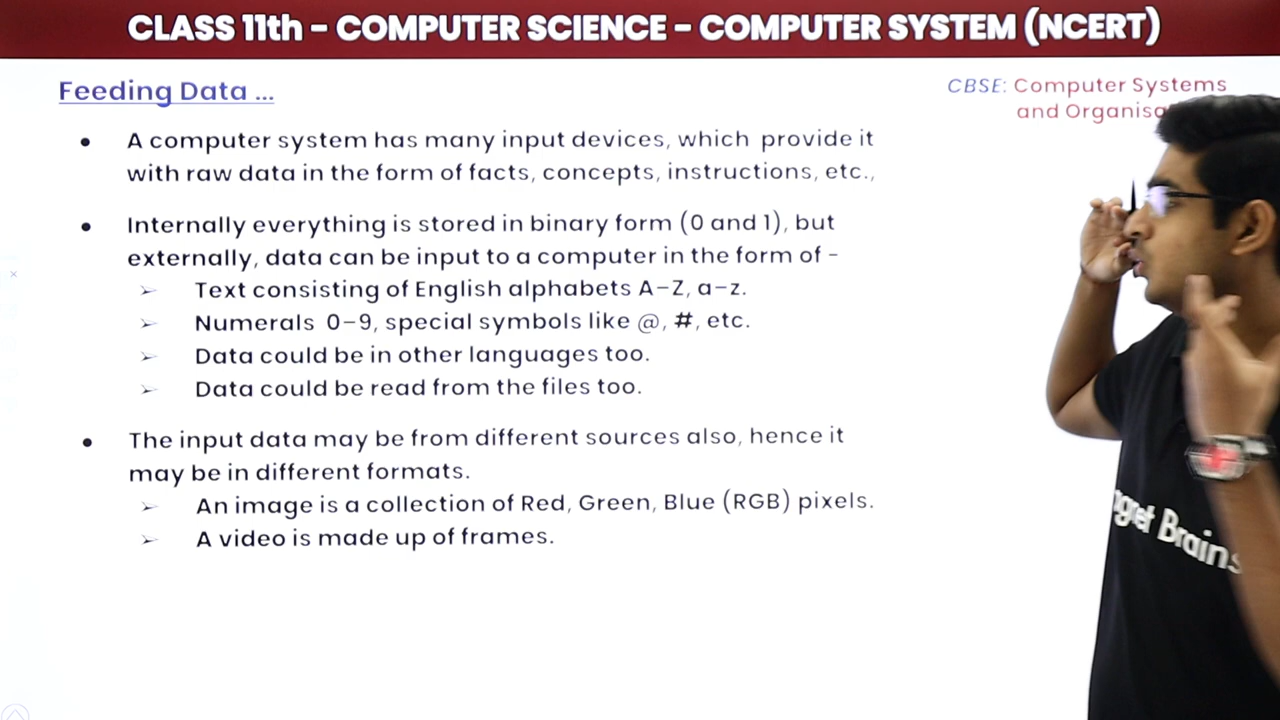 CLASS 11th - COMPUTER SCIENCE - COMPUTER SYSTEM (NCERT)
Feeding Data ...
CBSE: Computer Systems
and
• A computer system has many input devices, which provide it
with raw data in the form of facts, concepts, instructions, etc.,
• Internally everything is stored in binary form (0 and 1), but
externally, data can be input to a computer in the form of -
➢ Text consisting of English alphabets A-Z, a-z.
➢ Numerals 0-9, special symbols like @, #, etc.
➢ Data could be in other languages too.
➢ Data could be read from the files too.
• The input data may be from different sources also, hence it
may be in different formats.
➢ An image is a collection of Red, Green, Blue (RGB) pixels.
➢ A video is made up of frames.
Brains